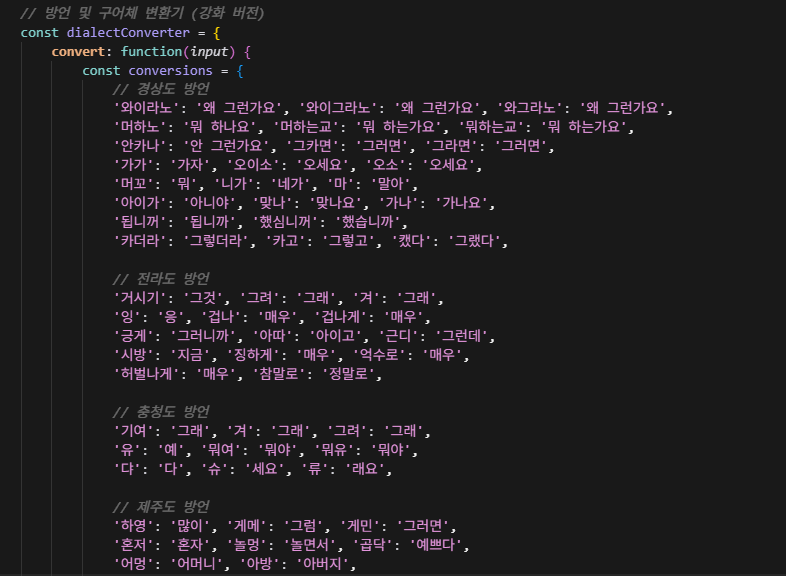 // 방언 및 구어체 변환기 (강화 버전)
const dialectConverter = {
convert: function(input) {
const conversions = {
// 경상도 방언
'와이라노': '왜 그런가요', '와이그라노': '왜 그런가요', '와그라노': '왜 그런가요',
'머하노': '뭐 하나요', '머하는교': '뭐 하는가요', '뭐하는교': '뭐 하는가요',
'안카나': '안 그런가요', '그카면': '그러면', '그라면': '그러면',
'가가': '가자', '오이소': '오세요', '오소': '오세요',
'머꼬': '뭐', '니가': '네가', '마': '말아',
'아이가': '아니야', '맞나': '맞나요', '가나': '가나요',
'됩니꺼': '됩니까', '했심니꺼': '했습니까',
'카더라': '그렇더라', '카고': '그렇고', '캤다': '그랬다',
// 전라도 방언
'거시기': '그것', '그려': '그래', '겨': '그래',
'잉': '응', '겁나': '매우', '겁나게': '매우',
'긍게': '그러니까', '아따': '아이고', '근디': '그런데',
'시방': '지금', '징하게': '매우', '억수로': '매우',
'허벌나게': '매우', '참말로': '정말로',
// 충청도 방언
'기여': '그래', '겨': '그래', '그려': '그래',
'유': '예', '뭐여': '뭐야', '뭐유': '뭐야',
'댜': '다', '슈': '세요', '류': '래요',
// 제주도 방언
'하영': '많이', '게메': '그럼', '게민': '그러면',
'혼저': '혼자', '놀멍': '놀면서', '곱닥': '예쁘다',
'어멍': '어머니', '아방': '아버지',